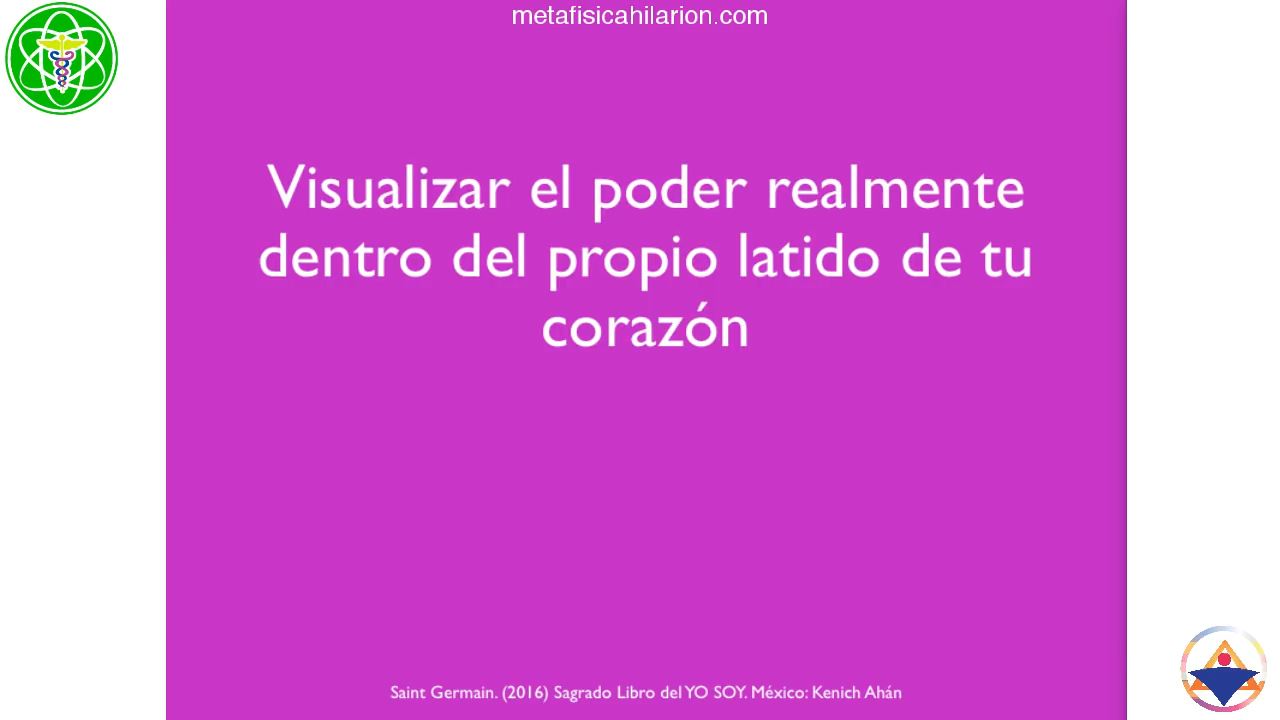 metafisicahilarion.com
Visualizar el poder realmente
dentro del propio latido de tu
corazón
Saint Germain. (2016) Sagrado Libro del YO SOY. México: Kenich Ahán